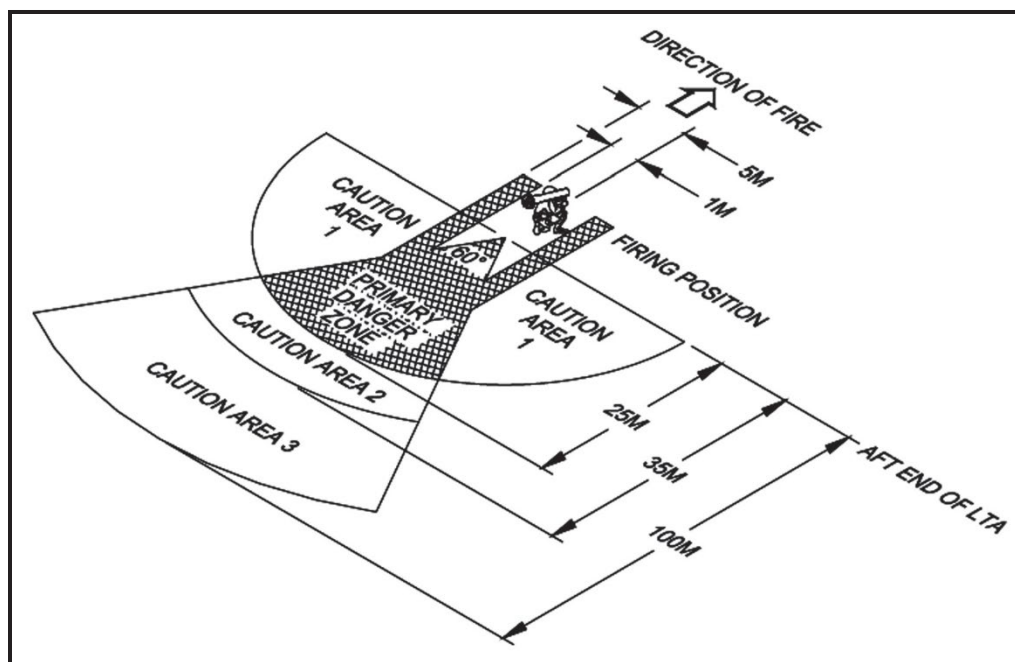 DIRECTION OF FIRE
5M
1M
CAUTION
AREA
1
60°
FIRING POSITION
PRIMARY
DANGER
ZONE
CAUTION
AREA
1
CAUTION AREA 2
CAUTION AREA 3
25M
35M
100M
AFT END OF LTA